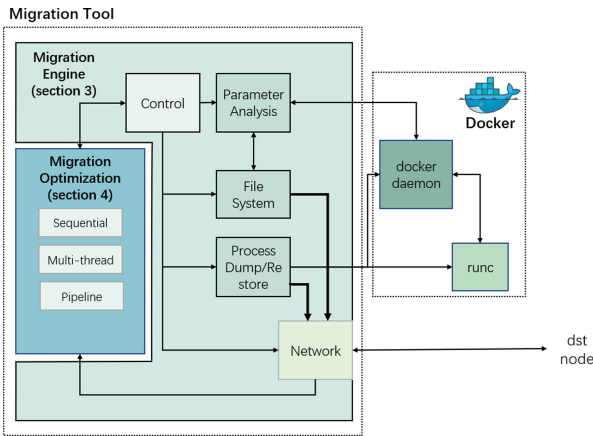 Migration Tool
Migration
Engine
(section 3)
Control
Parameter
Analysis
Docker
Migration
Optimization
(section 4)
Sequential
Multi-thread
Pipeline
File
System
docker
daemon
Process
Dump/Re
store
runc
Network
dst
node